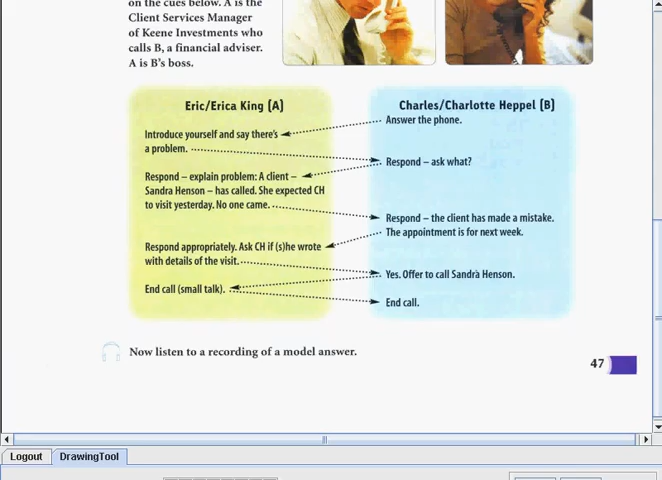 on the cues below. A is the
Client Services Manager
of Keene Investments who
calls B, a financial adviser.
A is B's boss.
Eric/Erica King (A)
Charles/Charlotte Heppel (B)
Answer the phone.
Introduce yourself and say there's
a problem.
Respond – ask what?
Respond – explain problem: A client –
Sandra Henson – has called. She expected CH
to visit yesterday. No one came.
Respond – the client has made a mistake.
The appointment is for next week.
Respond appropriately. Ask CH if (s)he wrote
with details of the visit.
Yes. Offer to call Sandra Henson.
End call (small talk).
End call.
Now listen to a recording of a model answer.
47
Logout
DrawingTool